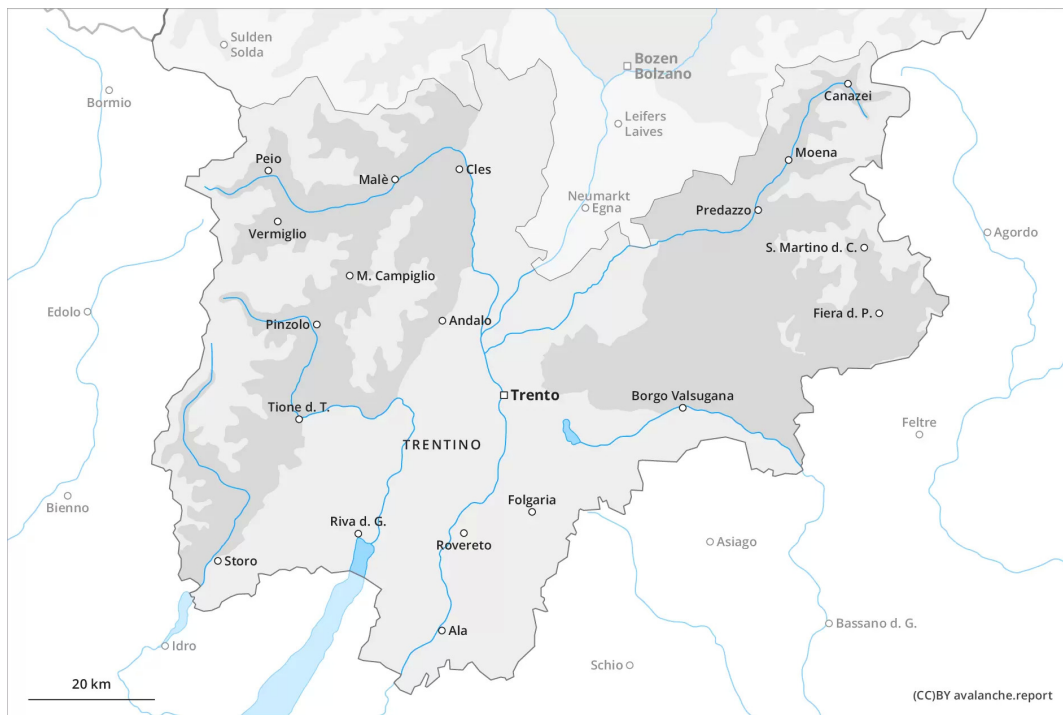 Sulden
Solda
Bozen
Bolzano
Bormio
Canazei
Leifers
Laives
Peio
Malè
Cles
Moena
Neumarkt
Egna
Predazzo
Vermiglio
Agordo
S. Martino d. C.
M. Campiglio
Edolo
Pinzolo
Andalo
Fiera d. P.
Trento
Borgo Valsugana
Tione d. T.
Feltre
TRENTINO
Bienno
Folgaria
Riva d. G.
Rovereto
Asiago
Storo
Ala
Bassano d. G.
Idro
Schio
20 km
(CC)BY avalanche.report